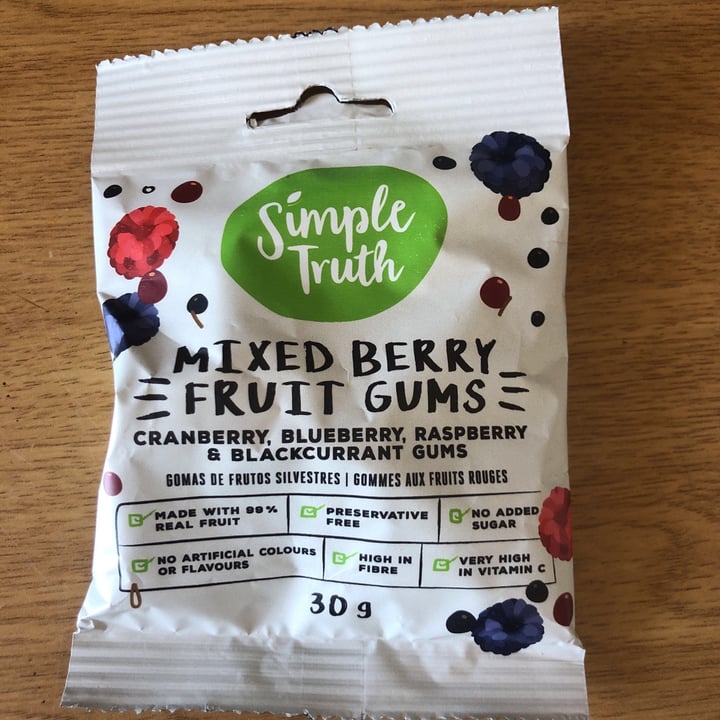 Simple
Truth
MIXED BERRY
FRUIT GUMS
CRANBERRY, BLUEBERRY, RASPBERRY
& BLACKCURRANT GUMS
GOMAS DE FRUTOS SILVESTRES | GOMMES AUX FRUITS ROUGES
MADE WITH 99%
REAL FRUIT
PRESERVATIVE
FREE
NO ADDED
SUGAR
NO ARTIFICIAL COLOURS
OR FLAVOURS
HIGH IN
FIBRE
VERY HIGH
IN VITAMIN C
30 g